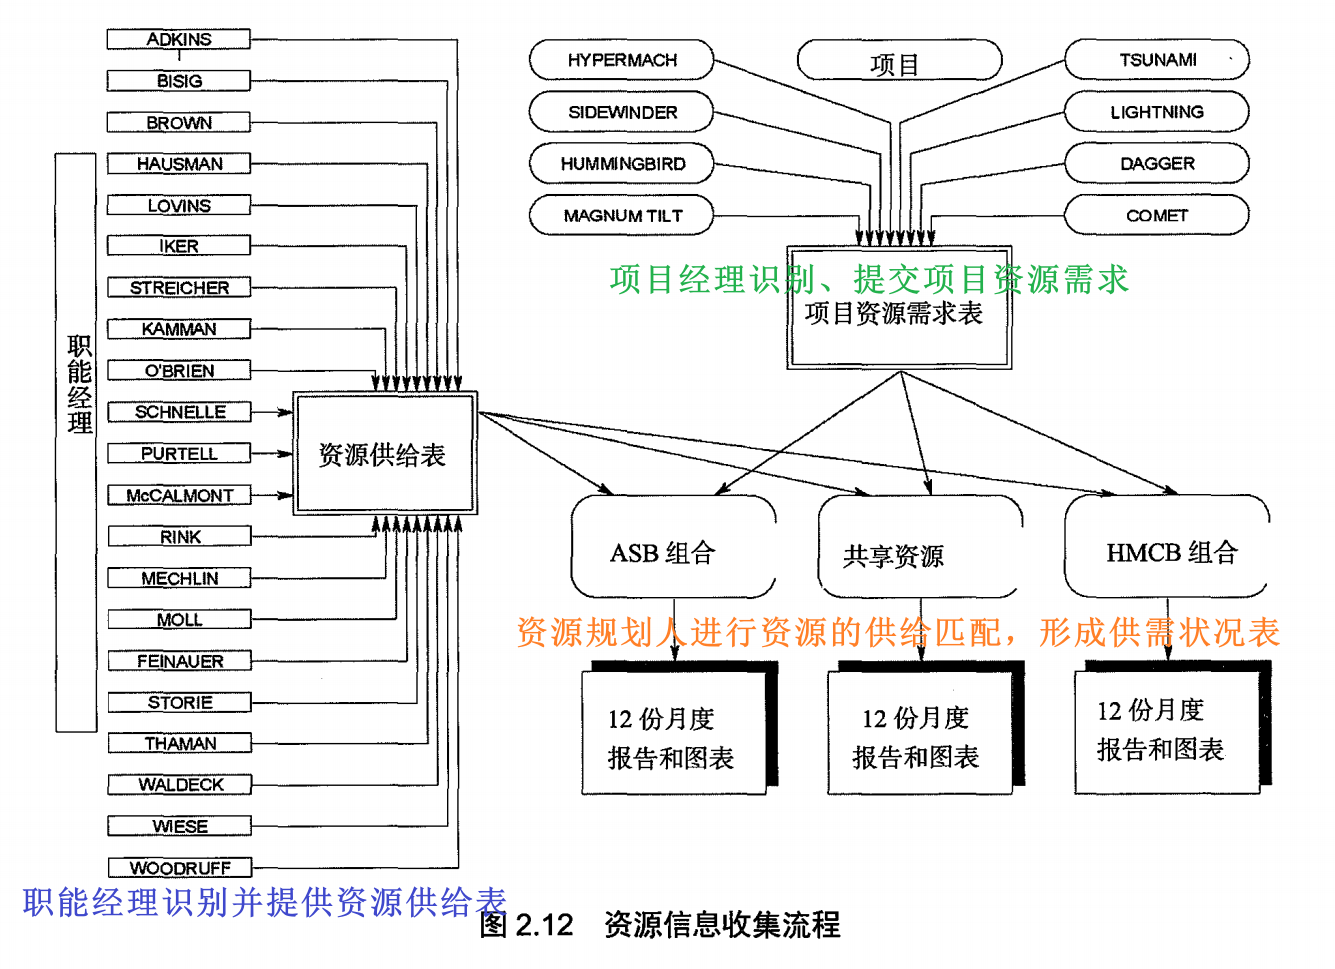 ADKINS
BISIG
BROWN
HAUSMAN
LOVINS
IKER
STREICHER
KAMMAN
O'BRIEN
SCHNELLE
PURTELL
McCALMONT
RINK
MECHLIN
MOLL
FEINAUER
STORIE
THAMAN
WALDECK
WIESE
WOODRUFF
职能经理
资源供给表
职能经理识别并提供资源供给表
HYPERMACH
SIDEWINDER
HUMMINGBIRD
MAGNUM TILT
项目
TSUNAMI
LIGHTNING
DAGGER
COMET
项目经理识别、提交项目资源需求
项目资源需求表
ASB 组合
共享资源
HMCB 组合
资源规划人进行资源的供给匹配，形成供需状况表
12 份月度
报告和图表
12 份月度
报告和图表
12 份月度
报告和图表
图 2.12 资源信息收集流程